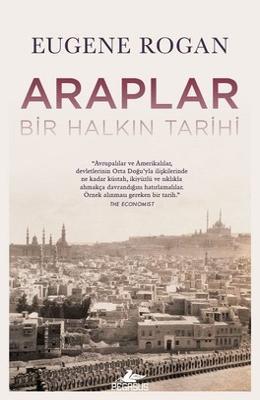 EUGENE ROGAN
ARAPLAR
BİR HALKIN TARİHİ
“Avrupalılar ve Amerikalılar,
devletlerinin Orta Doğu’yla ilişkilerinde
ne kadar küstah, ikiyüzlü ve sıklıkla
ahmakça davrandığını hatırlamalılar.
Örnek alınması gereken bir tarih.”
THE ECONOMIST
PEGASUS